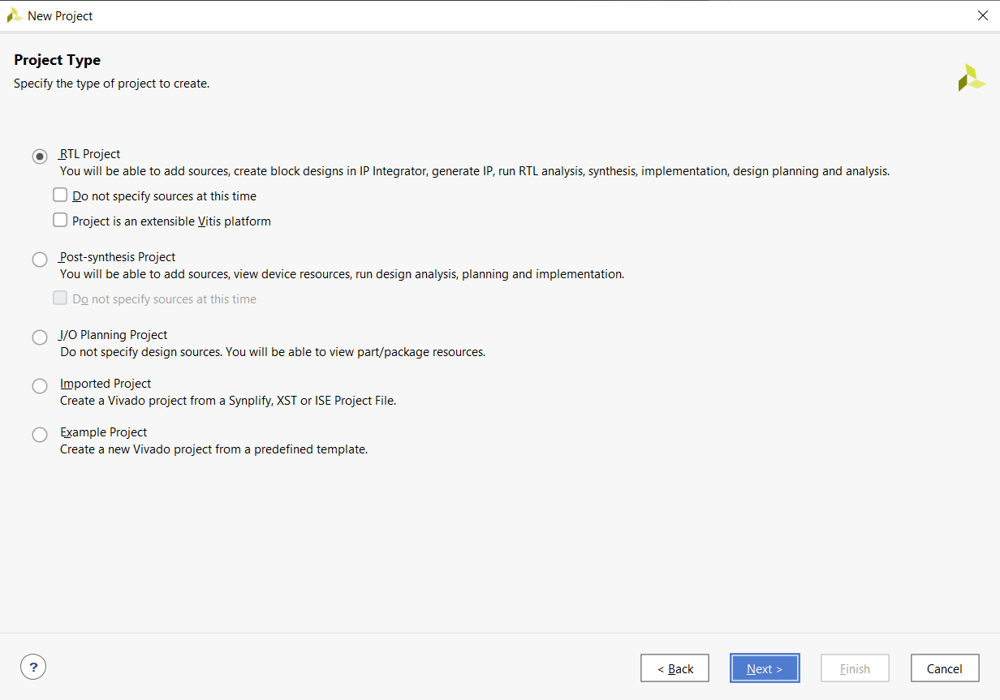 New Project
Project Type
Specify the type of project to create.
RTL Project
You will be able to add sources, create block designs in IP Integrator, generate IP, run RTL analysis, synthesis, implementation, design planning and analysis.
Do not specify sources at this time
Project is an extensible Vitis platform
Post-synthesis Project
You will be able to add sources, view device resources, run design analysis, planning and implementation.
Do not specify sources at this time
I/O Planning Project
Do not specify design sources. You will be able to view part/package resources.
Imported Project
Create a Vivado project from a Synplify, XST or ISE Project File.
Example Project
Create a new Vivado project from a predefined template.
? < Back Next > Finish Cancel